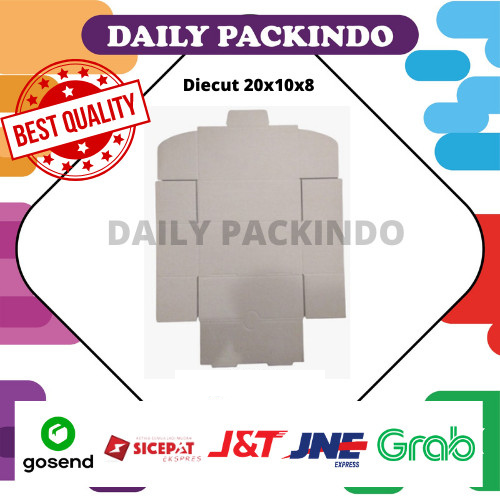 DAILY PACKINDO
Diecut 20x10x8
BEST QUALITY
DAILY PACKINDO
gosend
SICEPAT
EKSPRES
J&T
JNE
EXPRESS
Grab